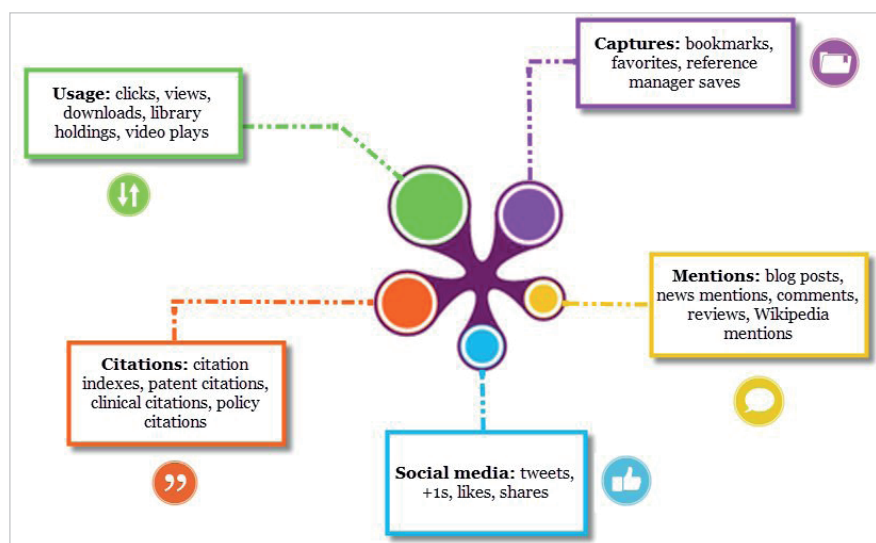 Captures: bookmarks,
favorites, reference
manager saves
Usage: clicks, views,
downloads, library
holdings, video plays
Mentions: blog posts,
news mentions, comments,
reviews, Wikipedia
mentions
Citations: citation
indexes, patent citations,
clinical citations, policy
citations
Social media: tweets,
+1s, likes, shares